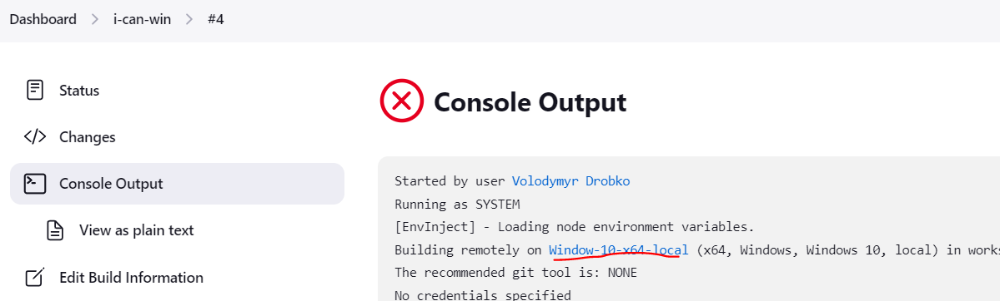 Dashboard > i-can-win > #4
Status
Changes
Console Output
View as plain text
Edit Build Information
Console Output
Started by user Volodymyr Drobko
Running as SYSTEM
[EnvInject] - Loading node environment variables.
Building remotely on Window-10-x64-local (x64, Windows, Windows 10, local) in
The recommended git tool is: NONE
No credentials specified